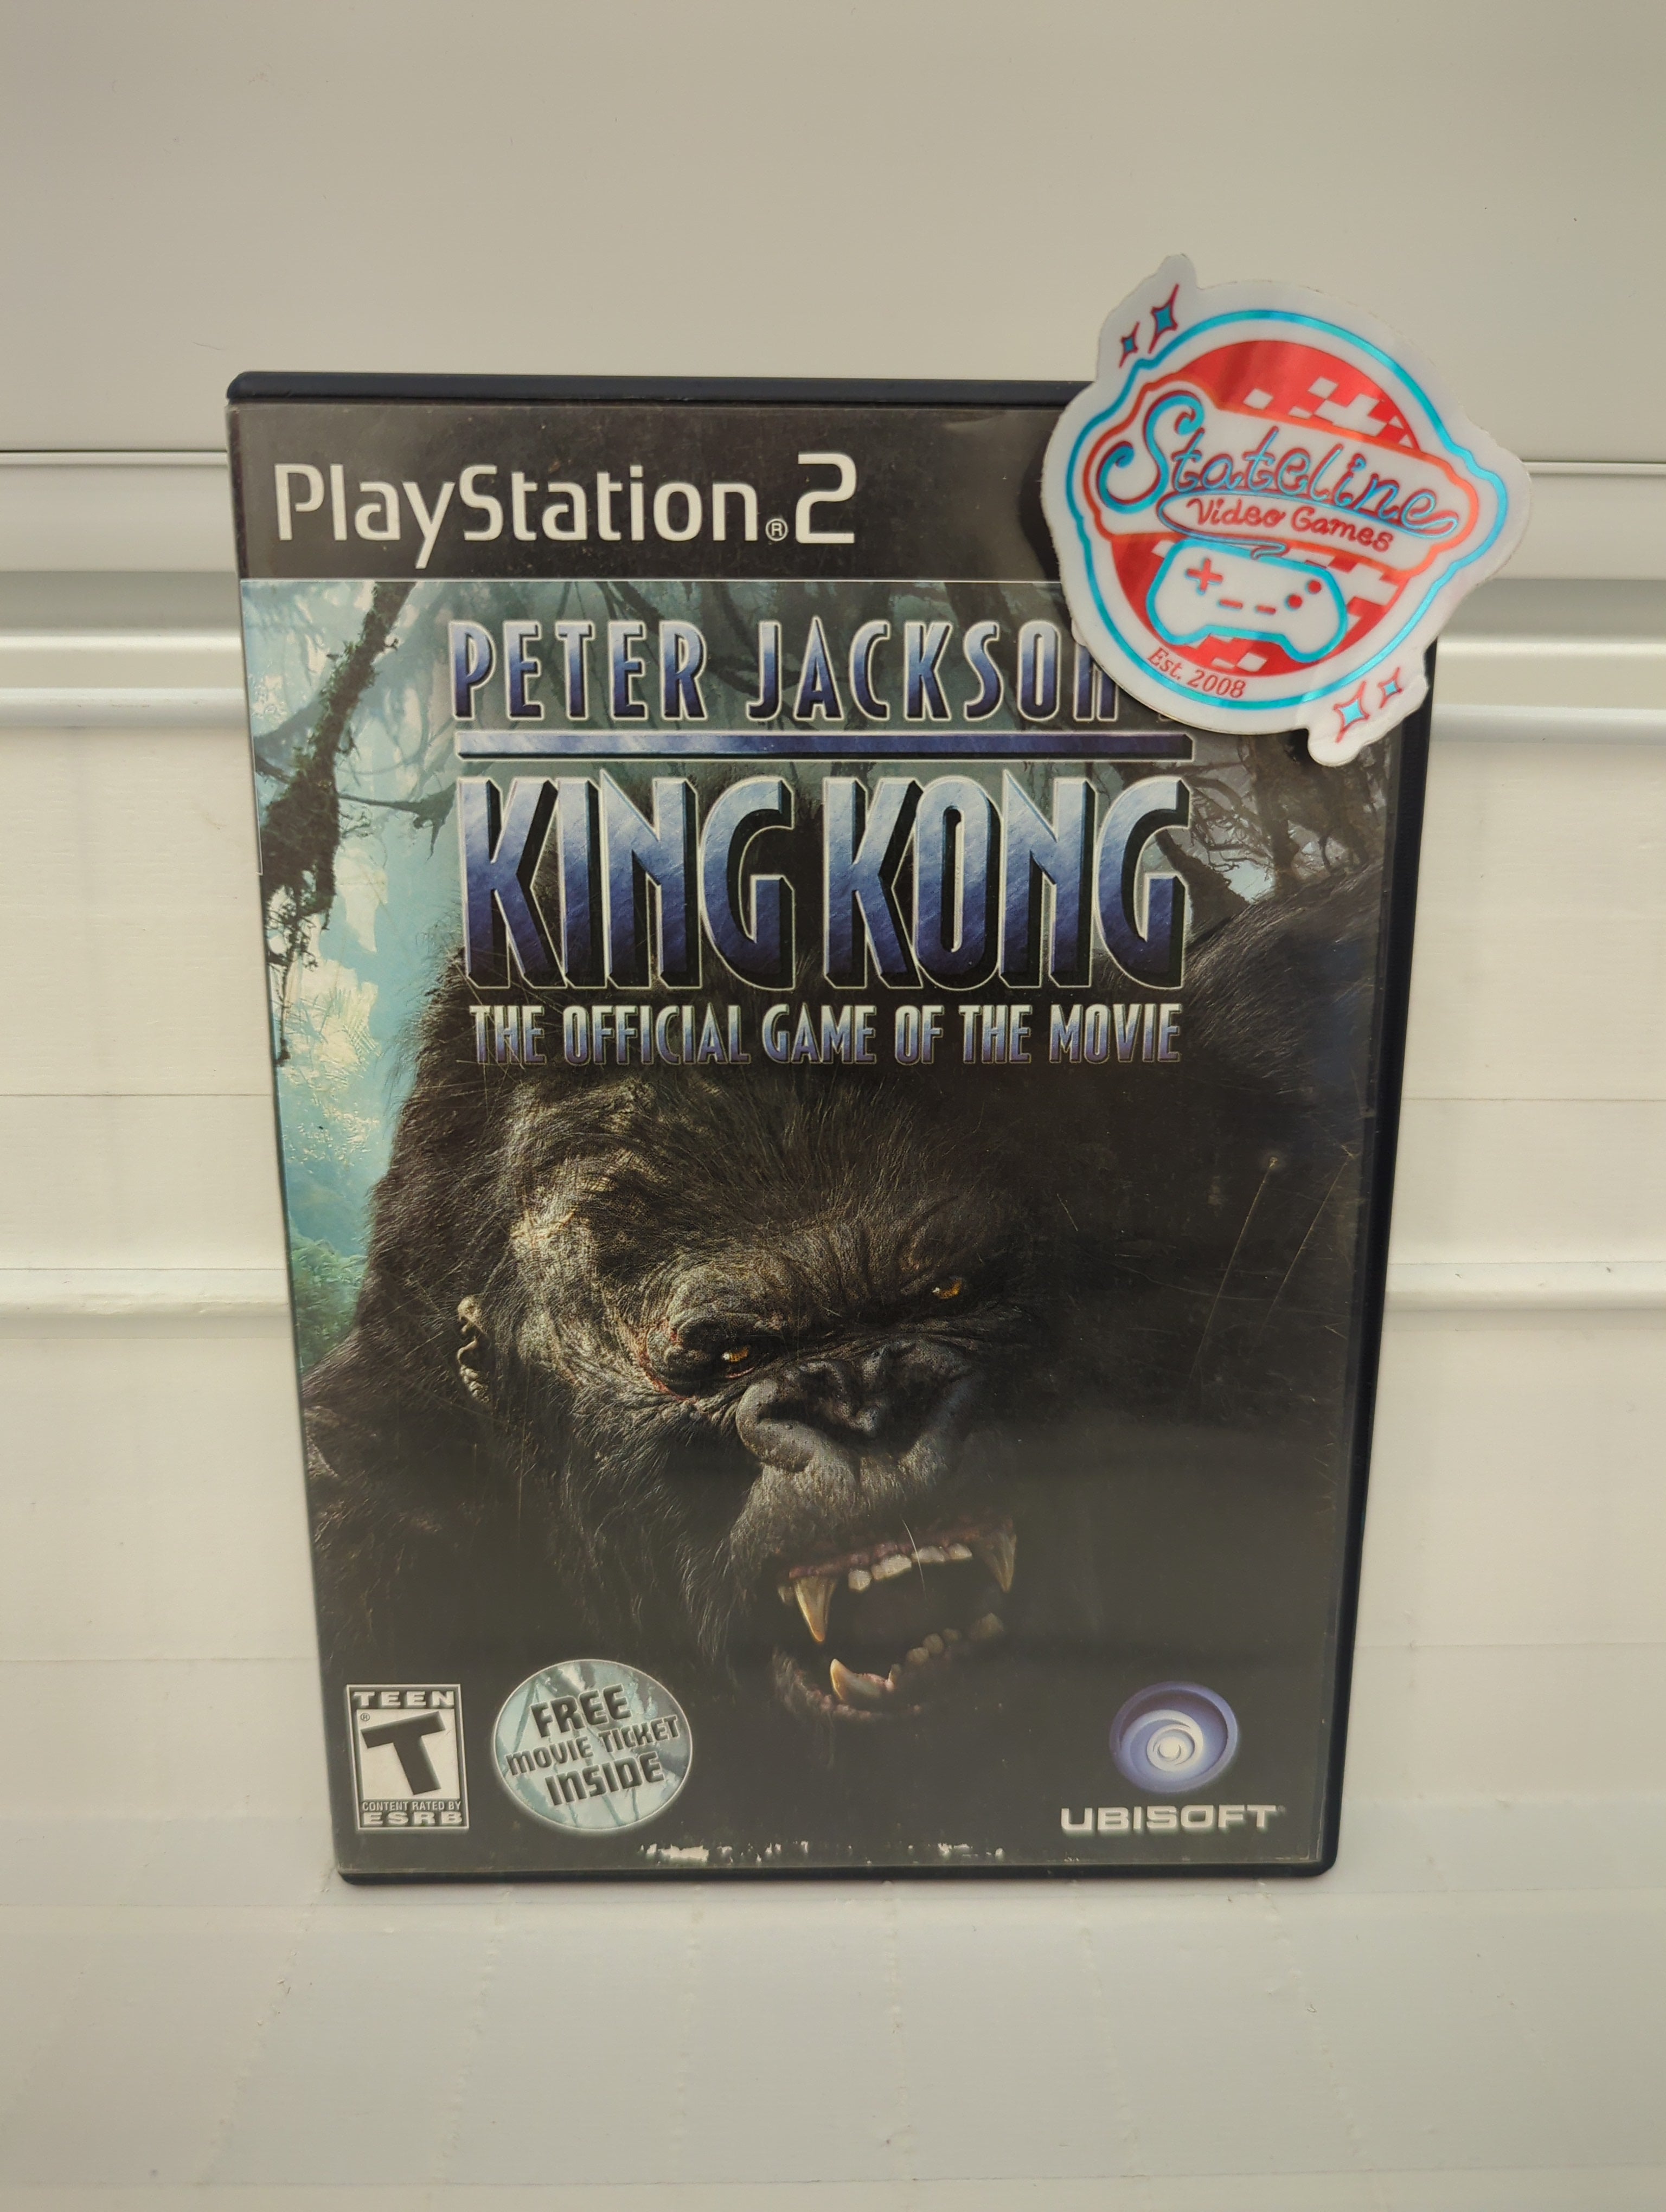 PlayStation®2
Stateline
Video Games
Est. 2008
PETER JACKSON
KING KONG
THE OFFICIAL GAME OF THE MOVIE
TEEN
T
®
CONTENT RATED BY
ESRB
FREE
MOVIE TICKET
INSIDE
UBISOFT